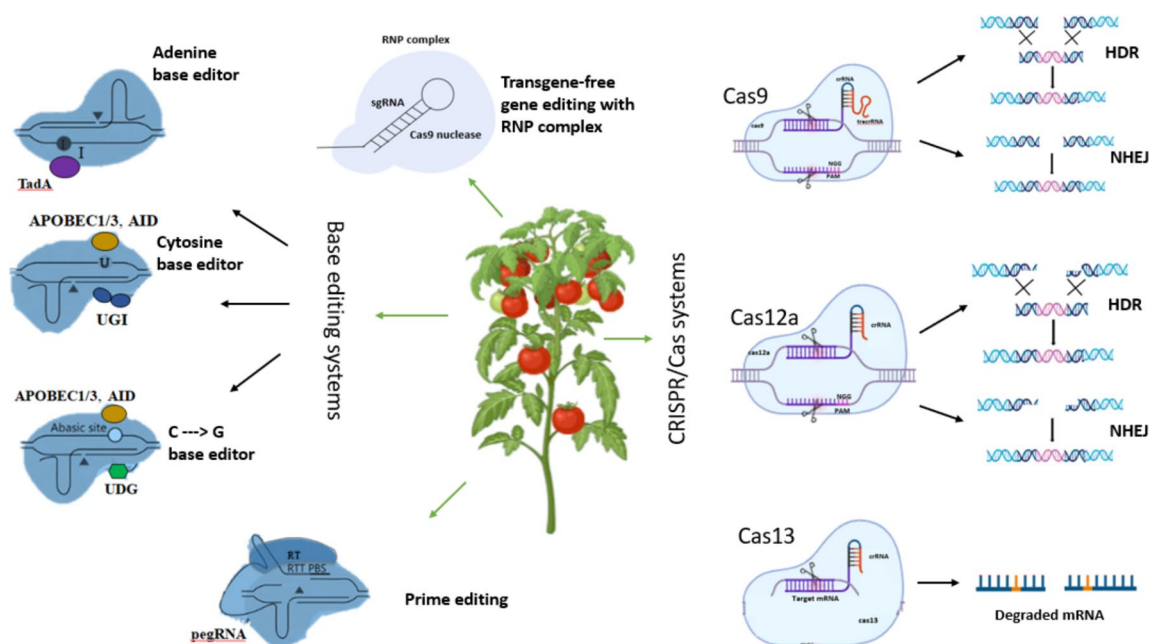 Adenine
base editor
I
I
TadA
APOBEC1/3, AID
Cytosine
base editor
U
UGI
APOBEC1/3, AID
Abasic site
C ---> G
base editor
UDG
Base editing systems
RNP complex
sgRNA
Cas9 nuclease
Transgene-free
gene editing with
RNP complex
RT
RTT PBS
pegRNA
Prime editing
CRISPR/Cas systems
Cas9
crRNA
cas9
tracrRNA
NGG
PAM
HDR
NHEJ
Cas12a
crRNA
cas12a
NGG
PAM
HDR
NHEJ
Cas13
crRNA
Target mRNA
cas13
Degraded mRNA